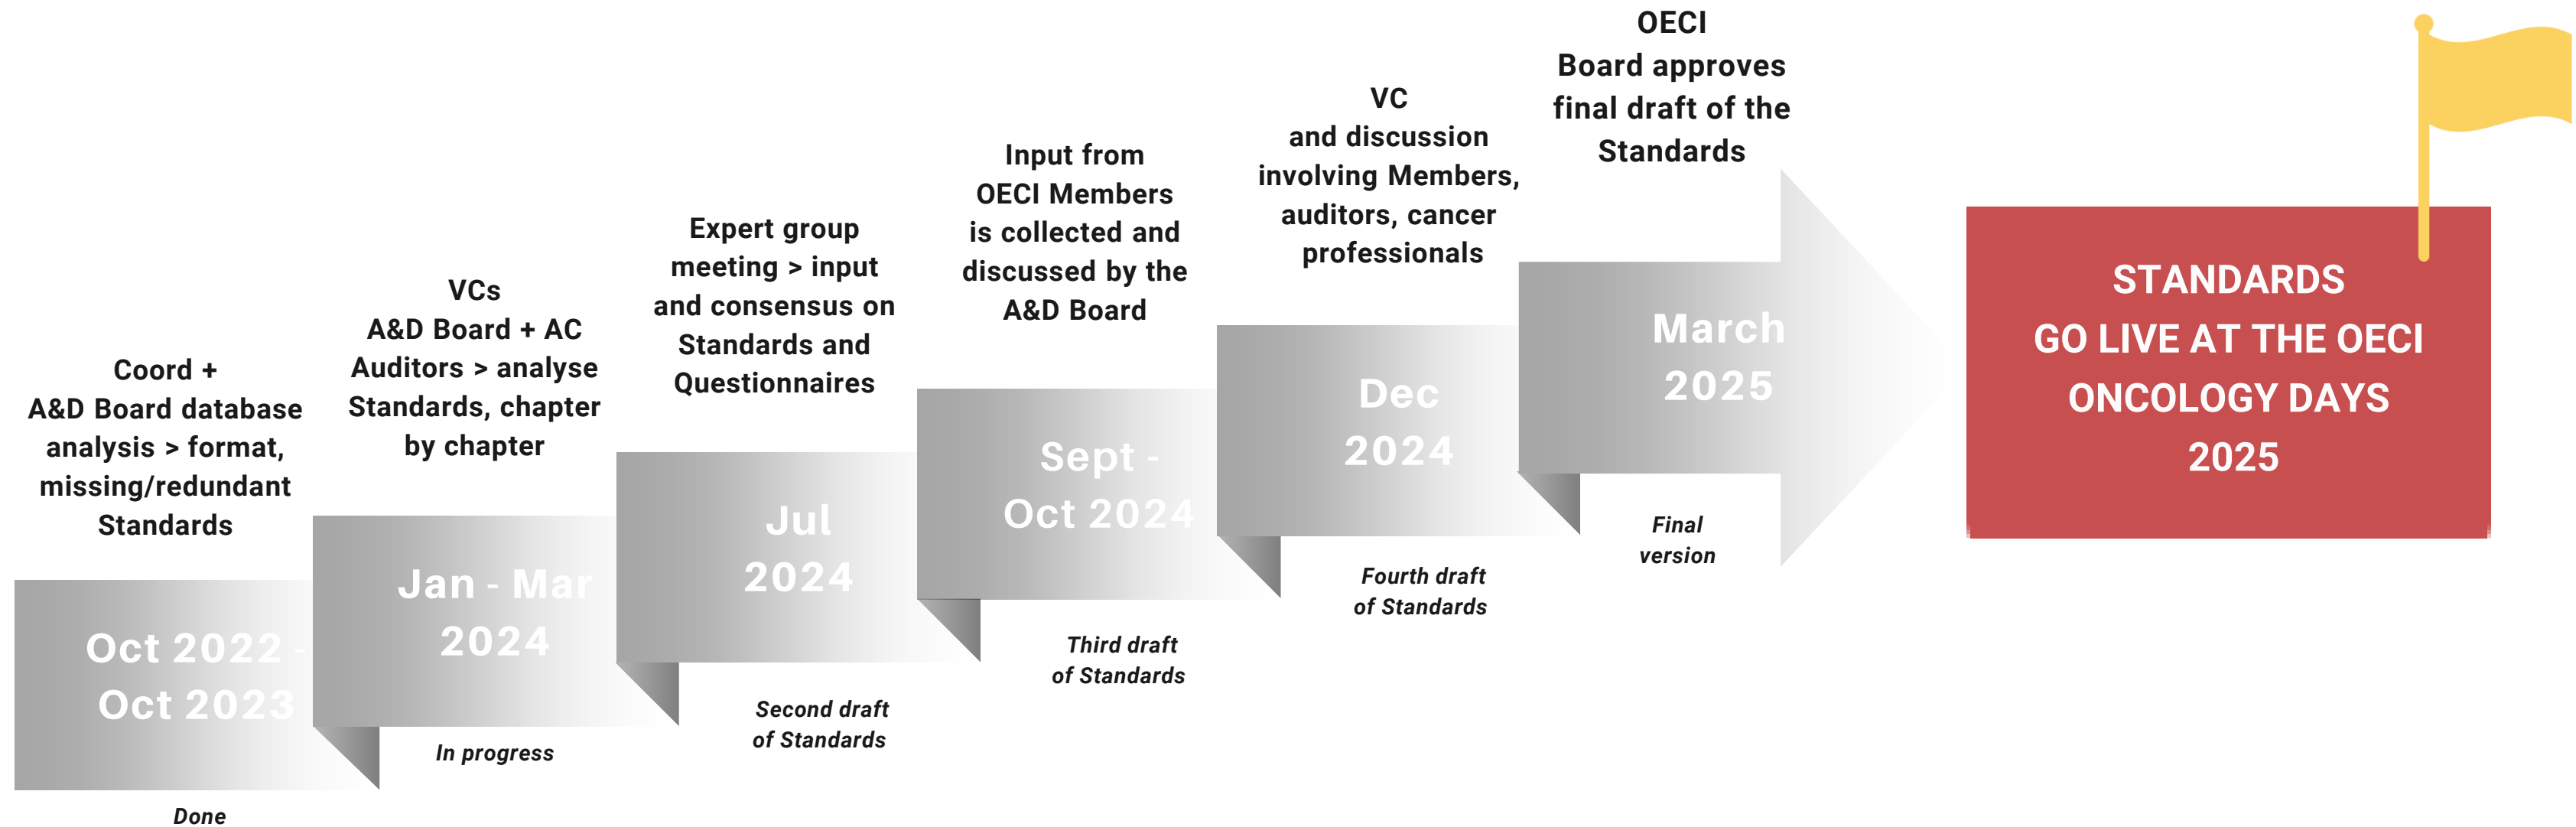 Coord +
A&D Board database
analysis > format,
missing/redundant
Standards
Oct 2022 -
Oct 2023
Done
VCs
A&D Board + AC
Auditors > analyse
Standards, chapter
by chapter
Jan - Mar
2024
In progress
Expert group
meeting > input
and consensus on
Standards and
Questionnaires
Jul
2024
Second draft
of Standards
Input from
OECI Members
is collected and
discussed by the
A&D Board
Sept -
Oct 2024
Third draft
of Standards
VC
and discussion
involving Members,
auditors, cancer
professionals
Dec
2024
Fourth draft
of Standards
OECI
Board approves
final draft of the
Standards
March
2025
Final
version
STANDARDS
GO LIVE AT THE OECI
ONCOLOGY DAYS
2025